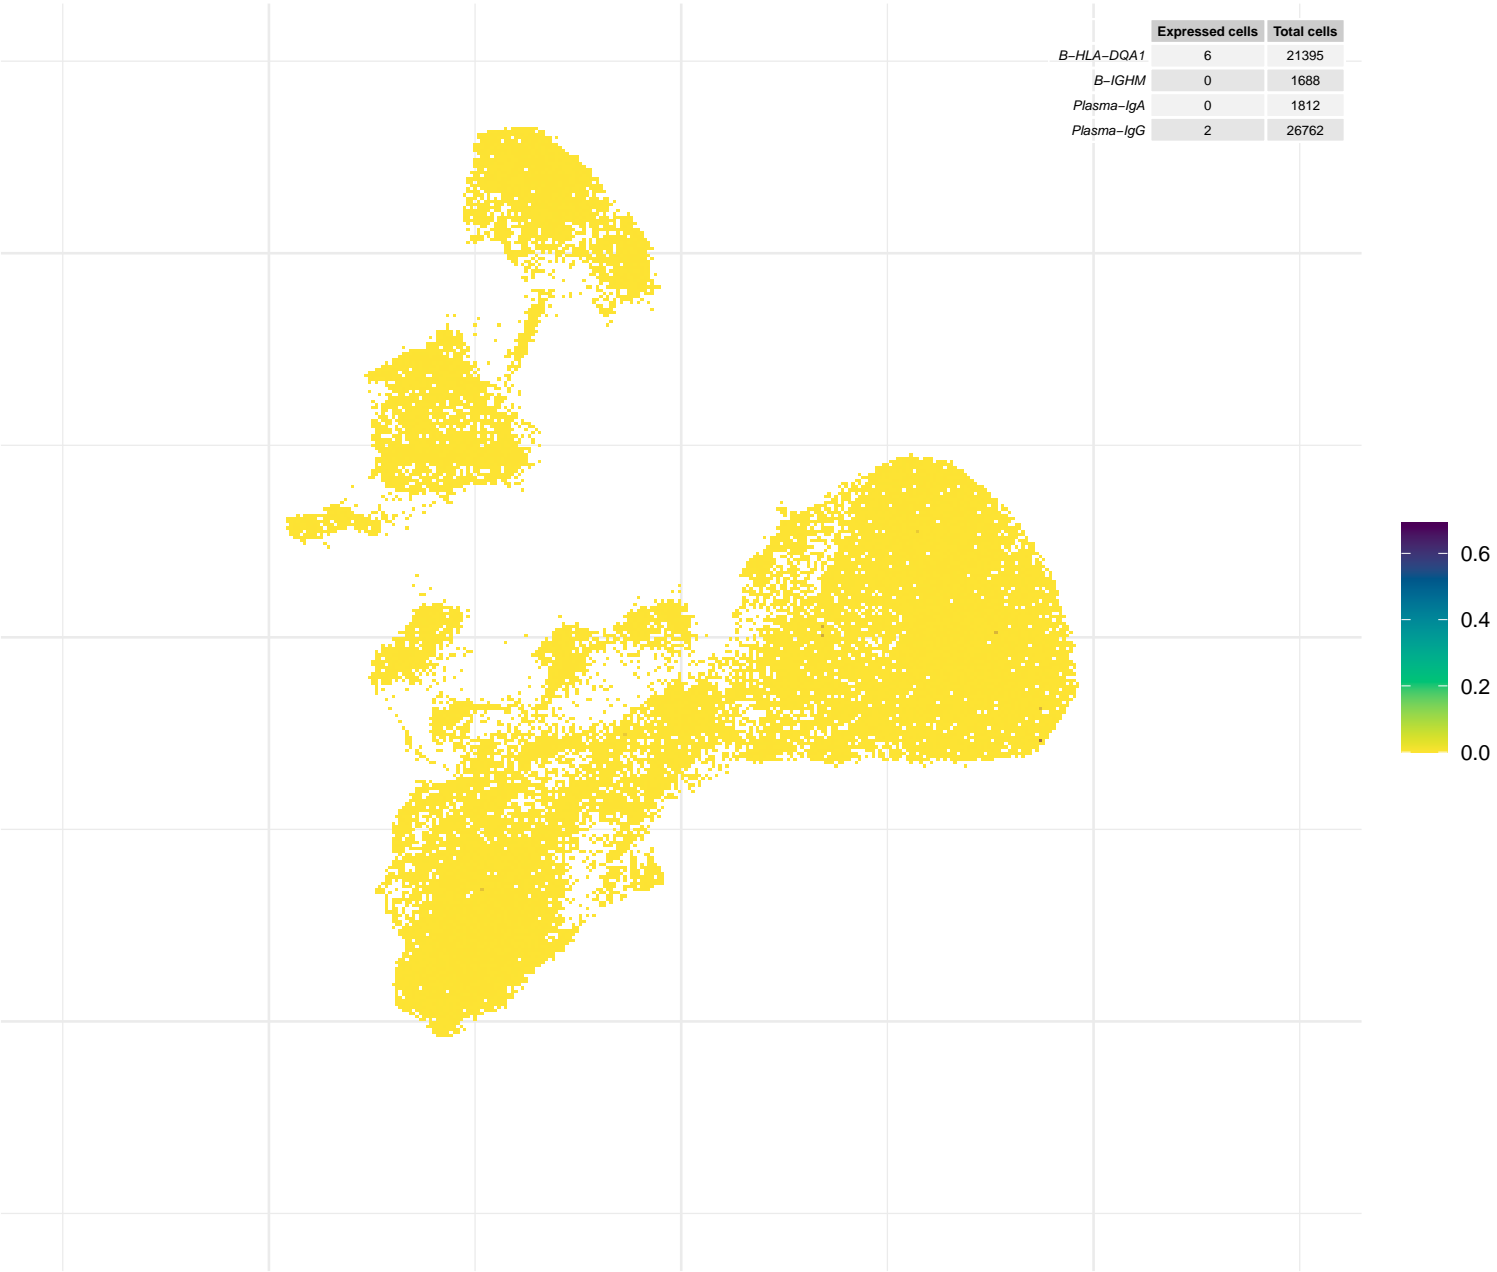 Expressed cells Total cells
B−HLA−DQA1 6 21395
B−IGHM 0 1688
Plasma−IgA 0 1812
Plasma−IgG 2 26762
0.6
0.4
0.2
0.0